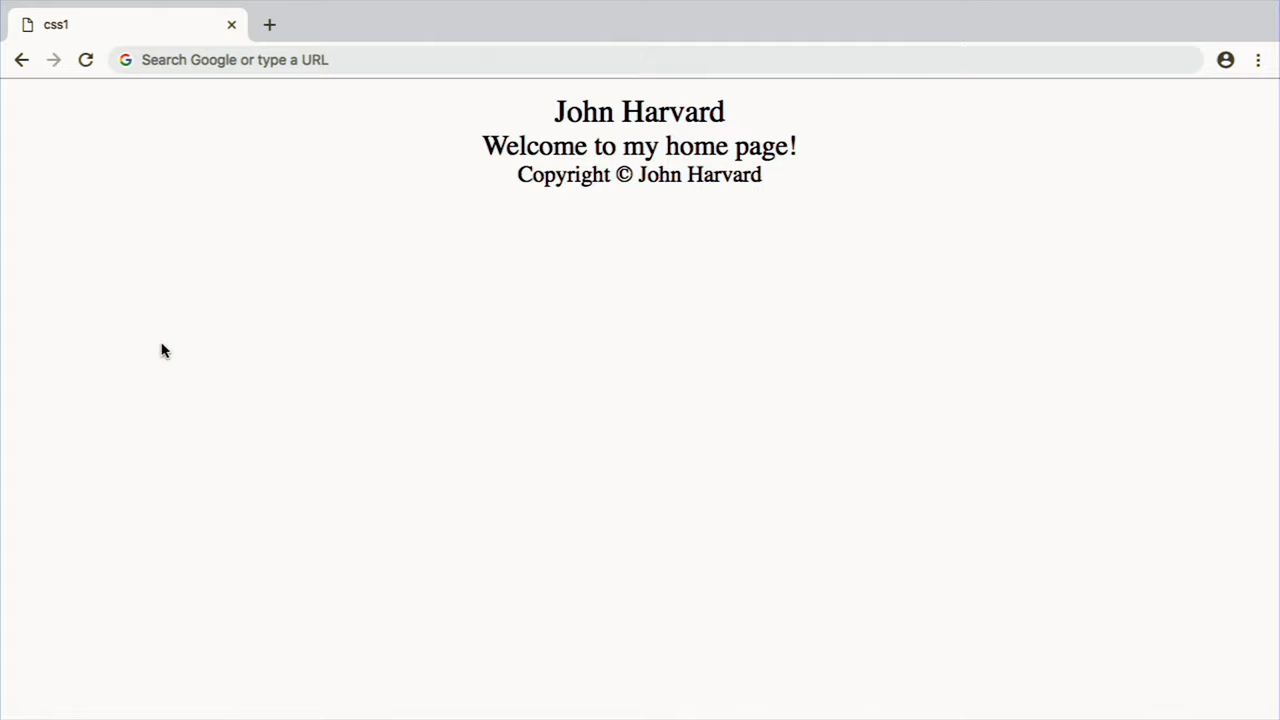 css1
Search Google or type a URL
John Harvard
Welcome to my home page!
Copyright © John Harvard